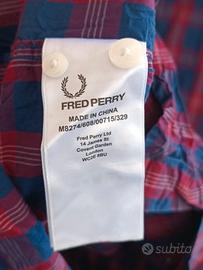 FRED PERRY
MADE IN CHINA
M8274/608/00715/329
Fred Perry Ltd
14 James St
Covent Garden
London
WC2E 8BU
subito